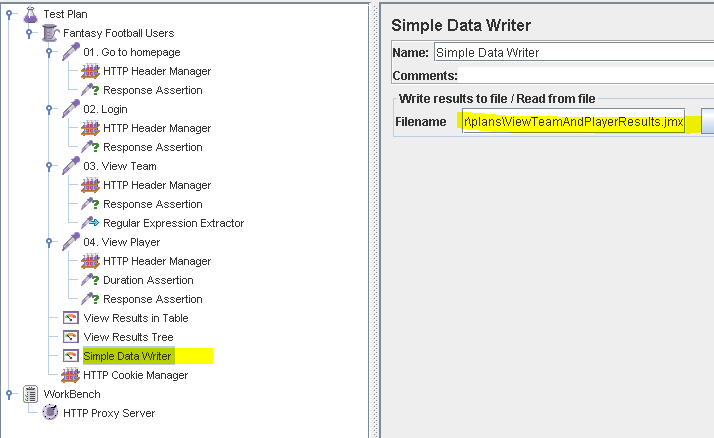 Test Plan
Fantasy Football Users
01. Go to homepage
HTTP Header Manager
Response Assertion
02. Login
HTTP Header Manager
Response Assertion
03. View Team
HTTP Header Manager
Response Assertion
Regular Expression Extractor
04. View Player
HTTP Header Manager
Duration Assertion
Response Assertion
View Results in Table
View Results Tree
Simple Data Writer
HTTP Cookie Manager
WorkBench
HTTP Proxy Server
Simple Data Writer
Name: Simple Data Writer
Comments:
Write results to file / Read from file
Filename r\plans\ViewTeamAndPlayerResults.jmx